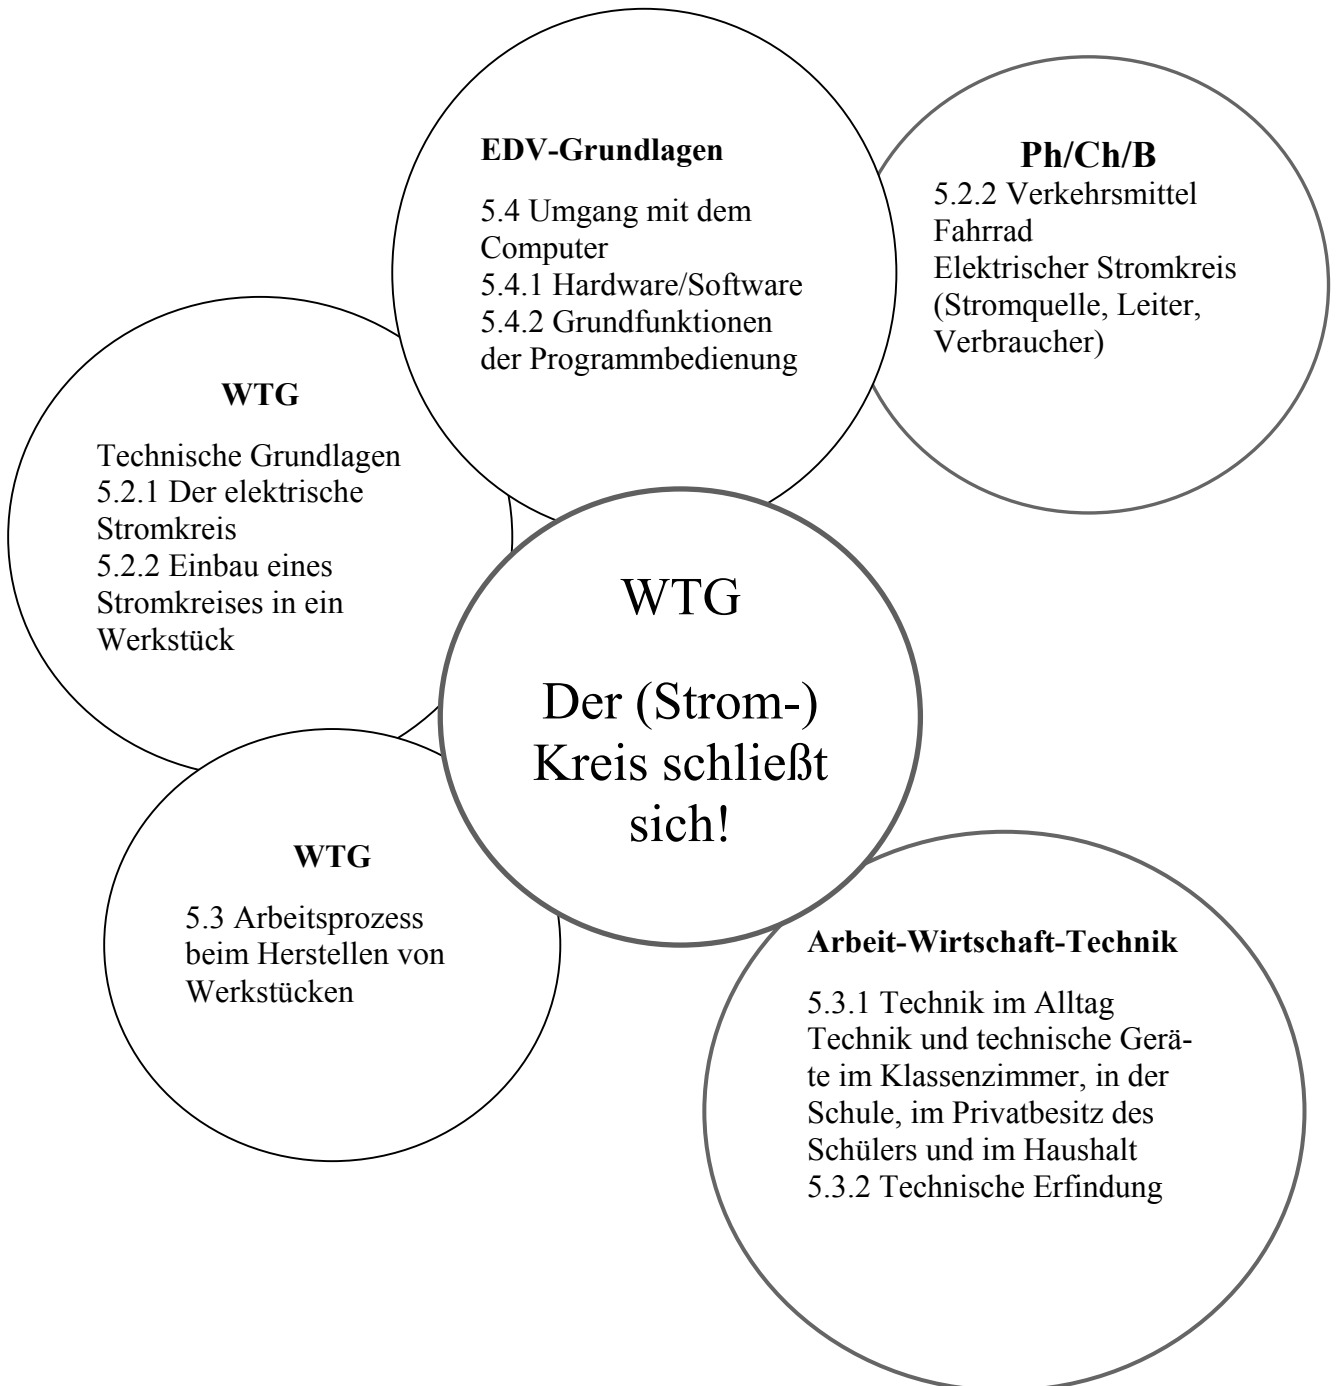 EDV-Grundlagen
5.4 Umgang mit dem
Computer
5.4.1 Hardware/Software
5.4.2 Grundfunktionen
der Programmbedienung
Ph/Ch/B
5.2.2 Verkehrsmittel
Fahrrad
Elektrischer Stromkreis
(Stromquelle, Leiter,
Verbraucher)
WTG
Technische Grundlagen
5.2.1 Der elektrische
Stromkreis
5.2.2 Einbau eines
Stromkreises in ein
Werkstück
WTG
Der (Strom-)
Kreis schließt
sich!
WTG
5.3 Arbeitsprozess
beim Herstellen von
Werkstücken
Arbeit-Wirtschaft-Technik
5.3.1 Technik im Alltag
Technik und technische Gerä-
te im Klassenzimmer, in der
Schule, im Privatbesitz des
Schülers und im Haushalt
5.3.2 Technische Erfindung